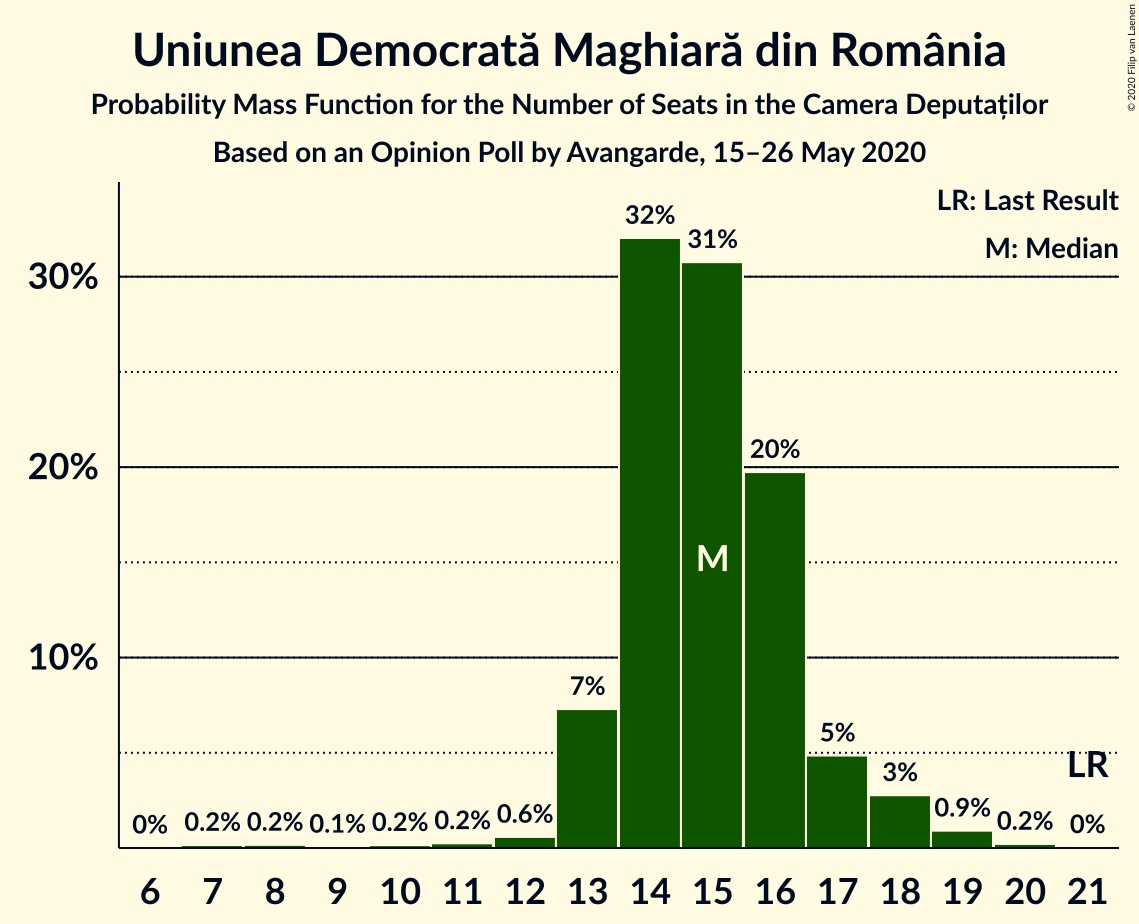 Uniunea Democrată Maghiară din România
Probability Mass Function for the Number of Seats in the Camera Deputaților
Based on an Opinion Poll by Avangarde, 15–26 May 2020
© 2020 Filip van Laenen
LR: Last Result
M: Median
30%
20%
10%
0%
0.2%
0.2%
0.1%
0.2%
0.2%
0.6%
7%
32%
31%
20%
5%
3%
0.9%
0.2%
0%
M
LR
6 7 8 9 10 11 12 13 14 15 16 17 18 19 20 21